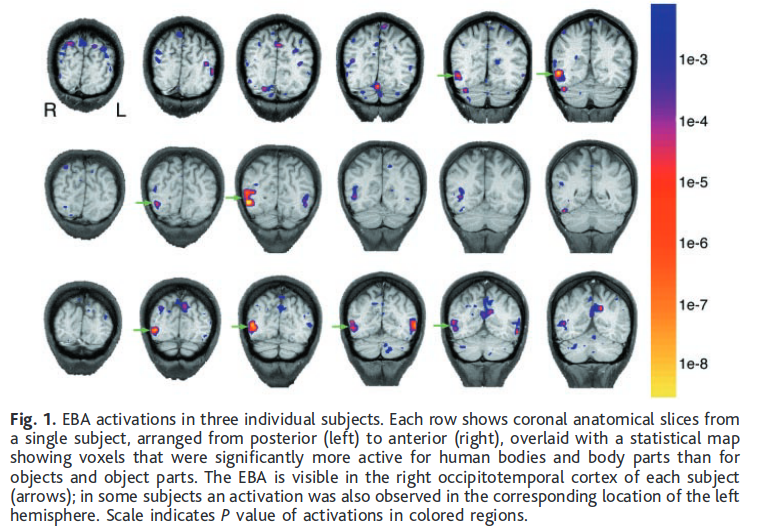 R
L
1e-3
1e-4
1e-5
1e-6
1e-7
1e-8
Fig. 1. EBA activations in three individual subjects. Each row shows coronal anatomical slices from
a single subject, arranged from posterior (left) to anterior (right), overlaid with a statistical map
showing voxels that were significantly more active for human bodies and body parts than for
objects and object parts. The EBA is visible in the right occipitotemporal cortex of each subject
(arrows); in some subjects an activation was also observed in the corresponding location of the left
hemisphere. Scale indicates P value of activations in colored regions.